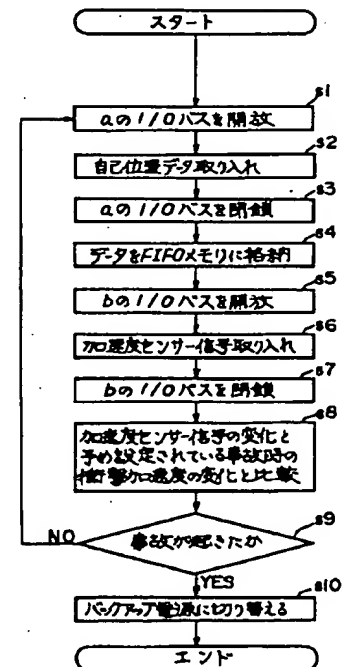 スタート
s1
aのI/Oバスを開放
s2
自己位置データ取り入れ
s3
aのI/Oバスを閉鎖
s4
データをFIFOメモリに格納
s5
bのI/Oバスを開放
s6
加速度センサー信号取り入れ
s7
bのI/Oバスを閉鎖
s8
加速度センサー信号の変化と
予め設定されている事故時の
衝撃加速度の変化と比較
s9
NO
事故が起きたか
YES
s10
バックアップ電源に切り替える
エンド